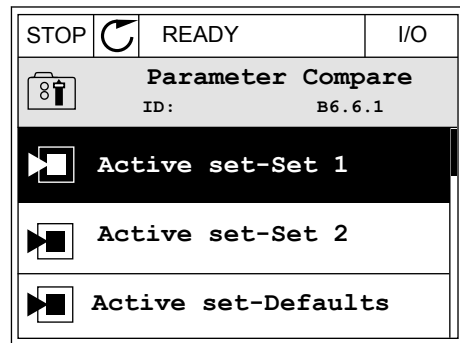 STOP READY I/O
Parameter Compare
ID: B6.6.1
Active set-Set 1
Active set-Set 2
Active set-Defaults